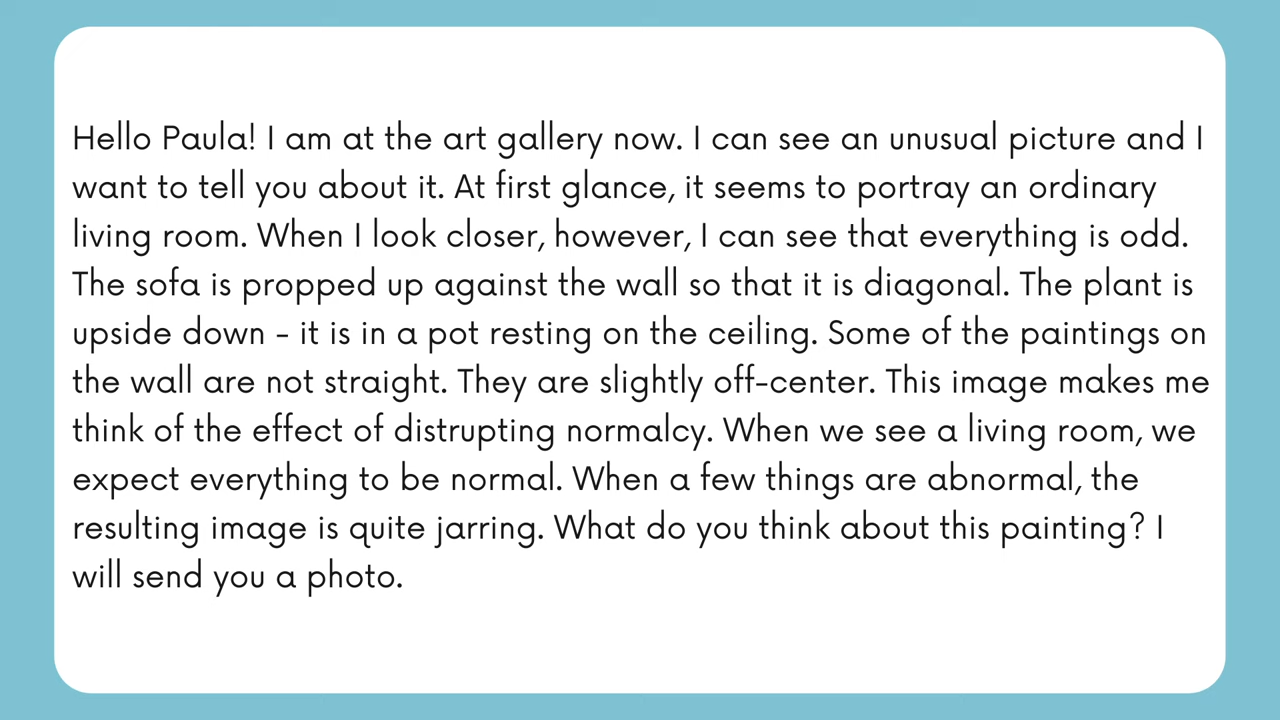 Hello Paula! I am at the art gallery now. I can see an unusual picture and I
want to tell you about it. At first glance, it seems to portray an ordinary
living room. When I look closer, however, I can see that everything is odd.
The sofa is propped up against the wall so that it is diagonal. The plant is
upside down - it is in a pot resting on the ceiling. Some of the paintings on
the wall are not straight. They are slightly off-center. This image makes me
think of the effect of distrupting normalcy. When we see a living room, we
expect everything to be normal. When a few things are abnormal, the
resulting image is quite jarring. What do you think about this painting? I
will send you a photo.